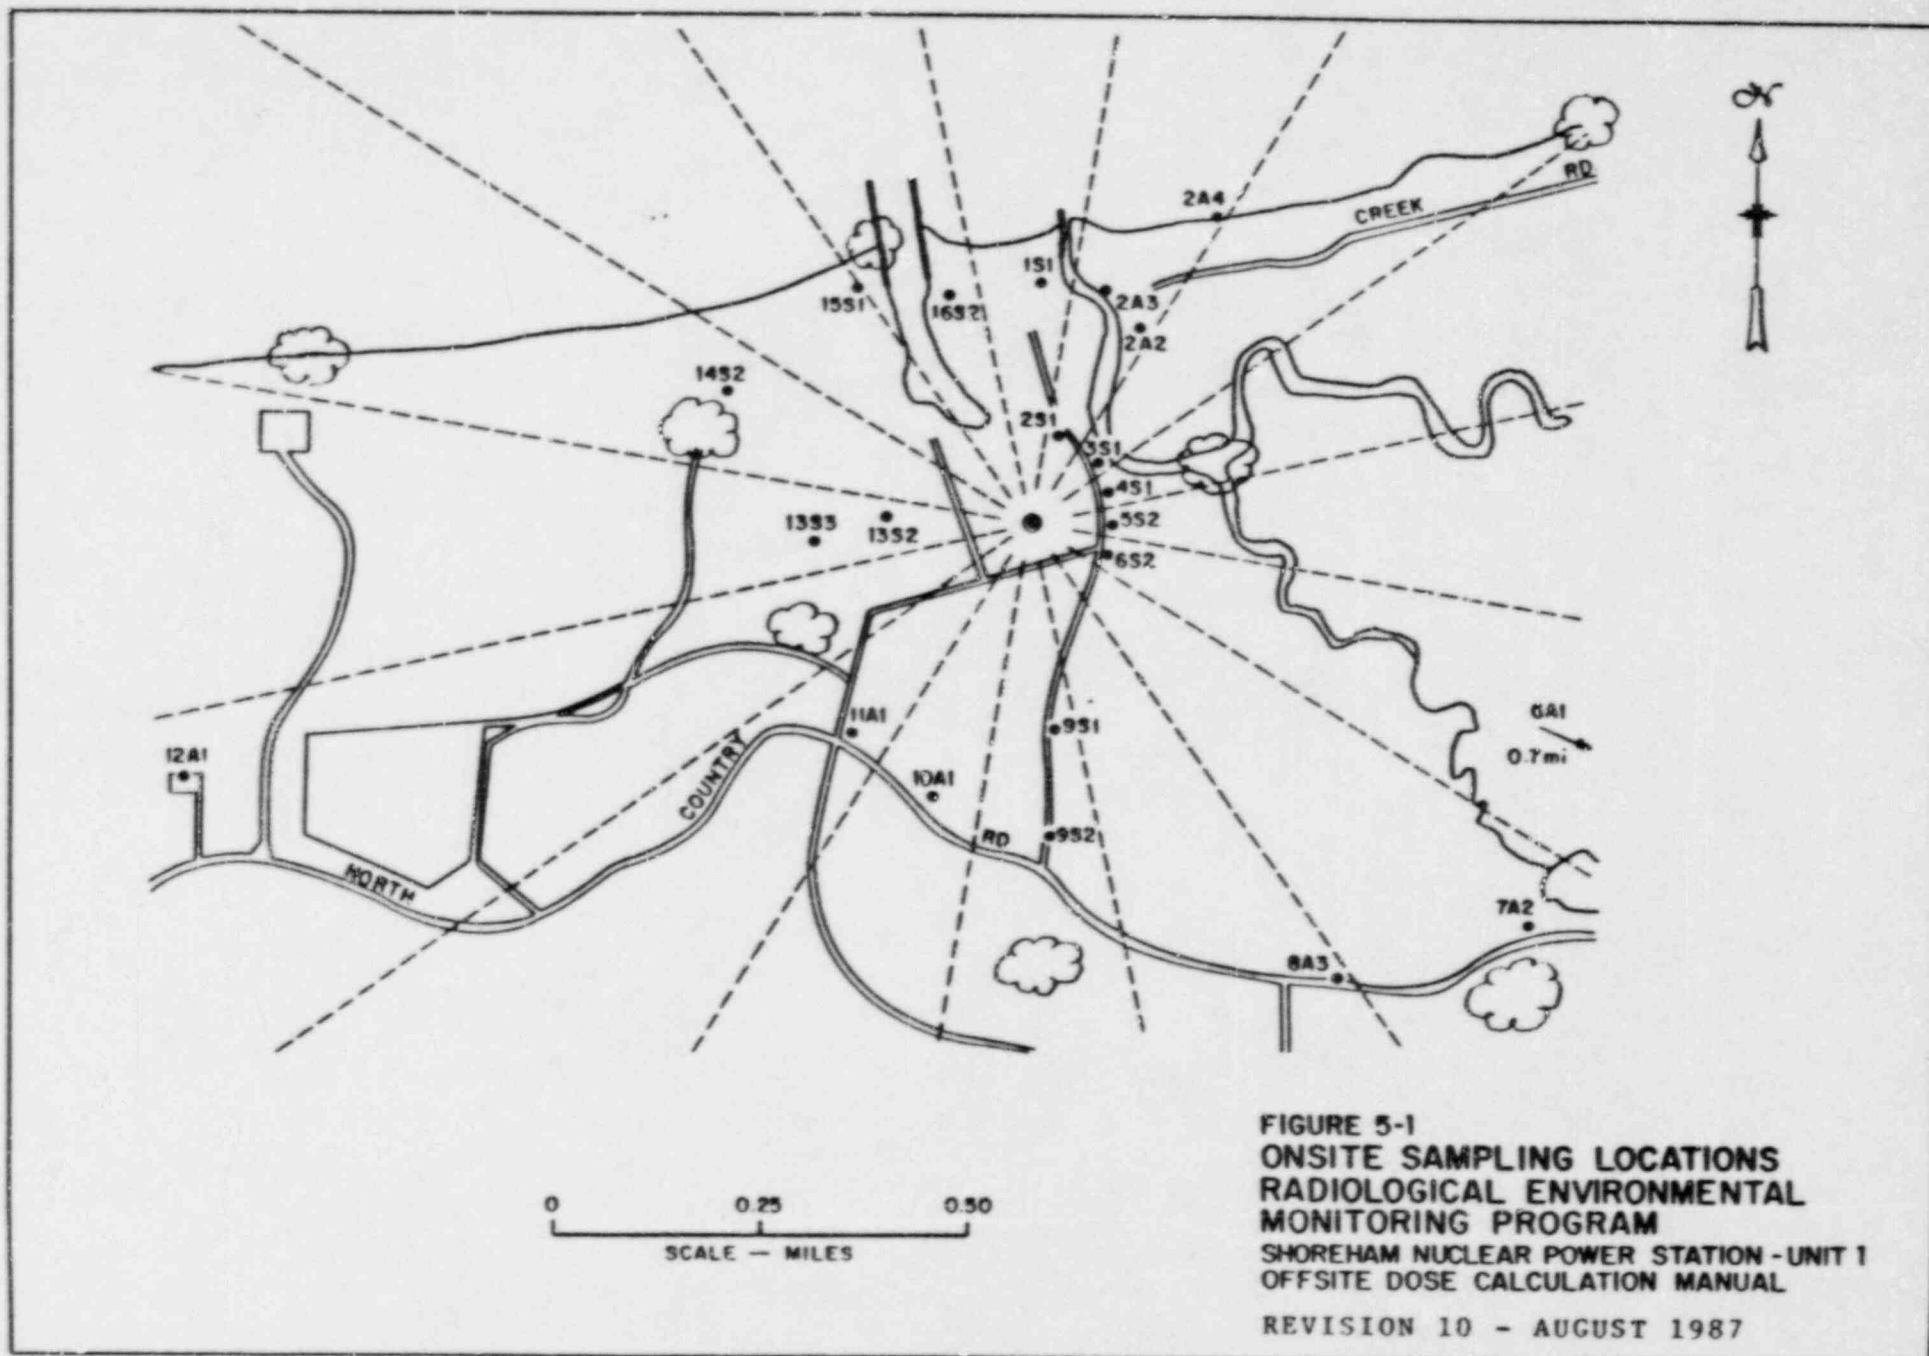 N
RD
CREEK
2A4
1S1
15S1
16S2
2A3
2A2
14S2
2S1
3S1
4S1
13S3
13S2
5S2
6S2
11A1
9S1
6A1
0.7mi
12A1
COUNTRY
10A1
RD
9S2
NORTH
7A2
8A3
0 0.25 0.50
SCALE — MILES
FIGURE 5-1
ONSITE SAMPLING LOCATIONS
RADIOLOGICAL ENVIRONMENTAL
MONITORING PROGRAM
SHOREHAM NUCLEAR POWER STATION - UNIT 1
OFFSITE DOSE CALCULATION MANUAL
REVISION 10 - AUGUST 1987